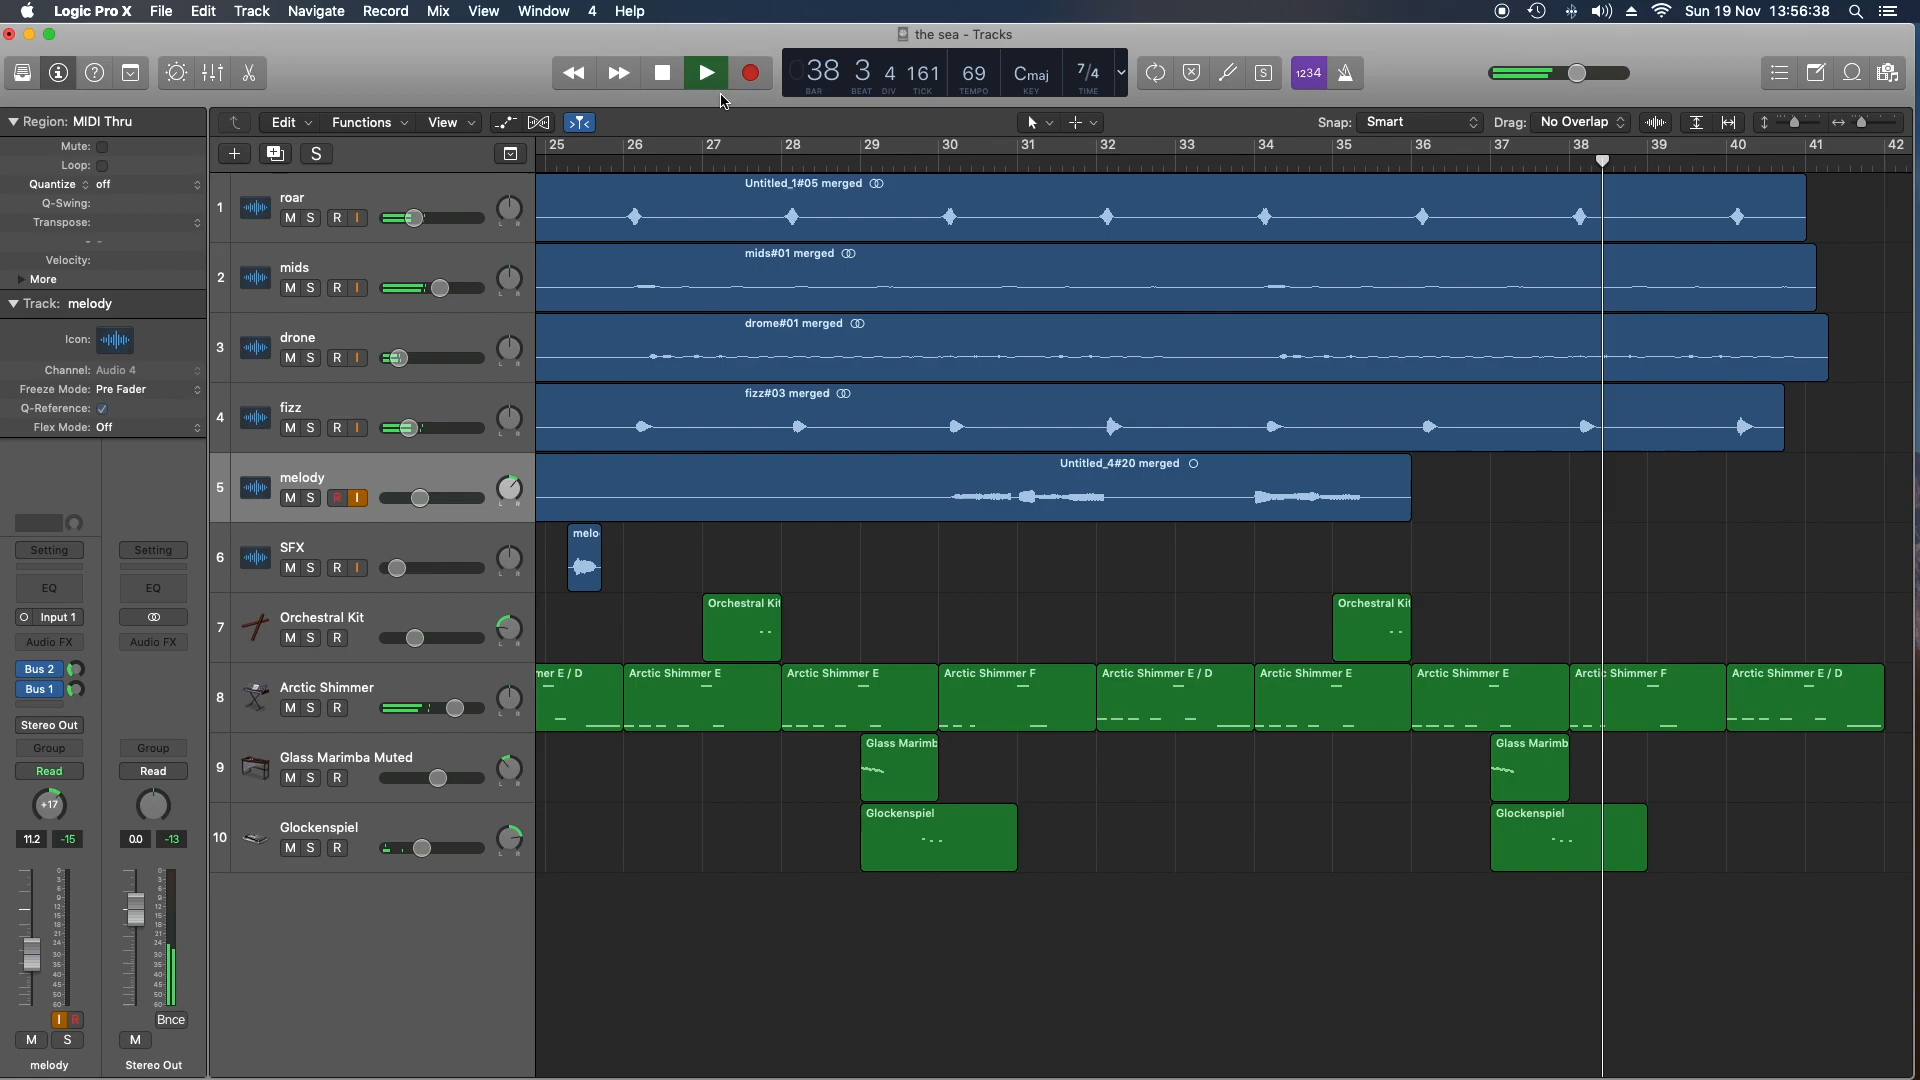 Logic Pro X File Edit Track Navigate Record Mix View Window 4 Help Sun 19 Nov 13:56:38
the sea - Tracks
038 3 4 161 69 Cmaj 7/4 1234
BAR BEAT DIV TICK TEMPO KEY TIME
Region: MIDI Thru
Edit Functions View Snap: Smart Drag: No Overlap
Mute:
Loop:
Quantize off
Q-Swing:
Transpose:
Velocity:
More
Track: melody
Icon:
Channel: Audio 4
Freeze Mode: Pre Fader
Q-Reference:
Flex Mode: Off
S 25 26 27 28 29 30 31 32 33 34 35 36 37 38 39 40 41 42
1 roar
M S R I L R
Untitled_1#05 merged
2 mids
M S R I L R
mids#01 merged
3 drone
M S R I L R
drome#01 merged
4 fizz
M S R I L R
fizz#03 merged
5 melody
M S R I L R
Untitled_4#20 merged
6 SFX
M S R I L R
melo
7 Orchestral Kit
M S R L R
Orchestral Kit Orchestral Kit
8 Arctic Shimmer
M S R L R
mer E / D Arctic Shimmer E Arctic Shimmer E Arctic Shimmer F Arctic Shimmer E / D Arctic Shimmer E Arctic Shimmer E Arctic Shimmer F Arctic Shimmer E / D
9 Glass Marimba Muted
M S R L R
Glass Marimb Glass Marimb
10 Glockenspiel
M S R L R
Glockenspiel Glockenspiel
Setting Setting
EQ EQ
Input 1
Audio FX Audio FX
Bus 2
Bus 1
Stereo Out
Group Group
Read Read
+17
11.2 -15 0.0 -13
I R Bnce
M S M
melody Stereo Out